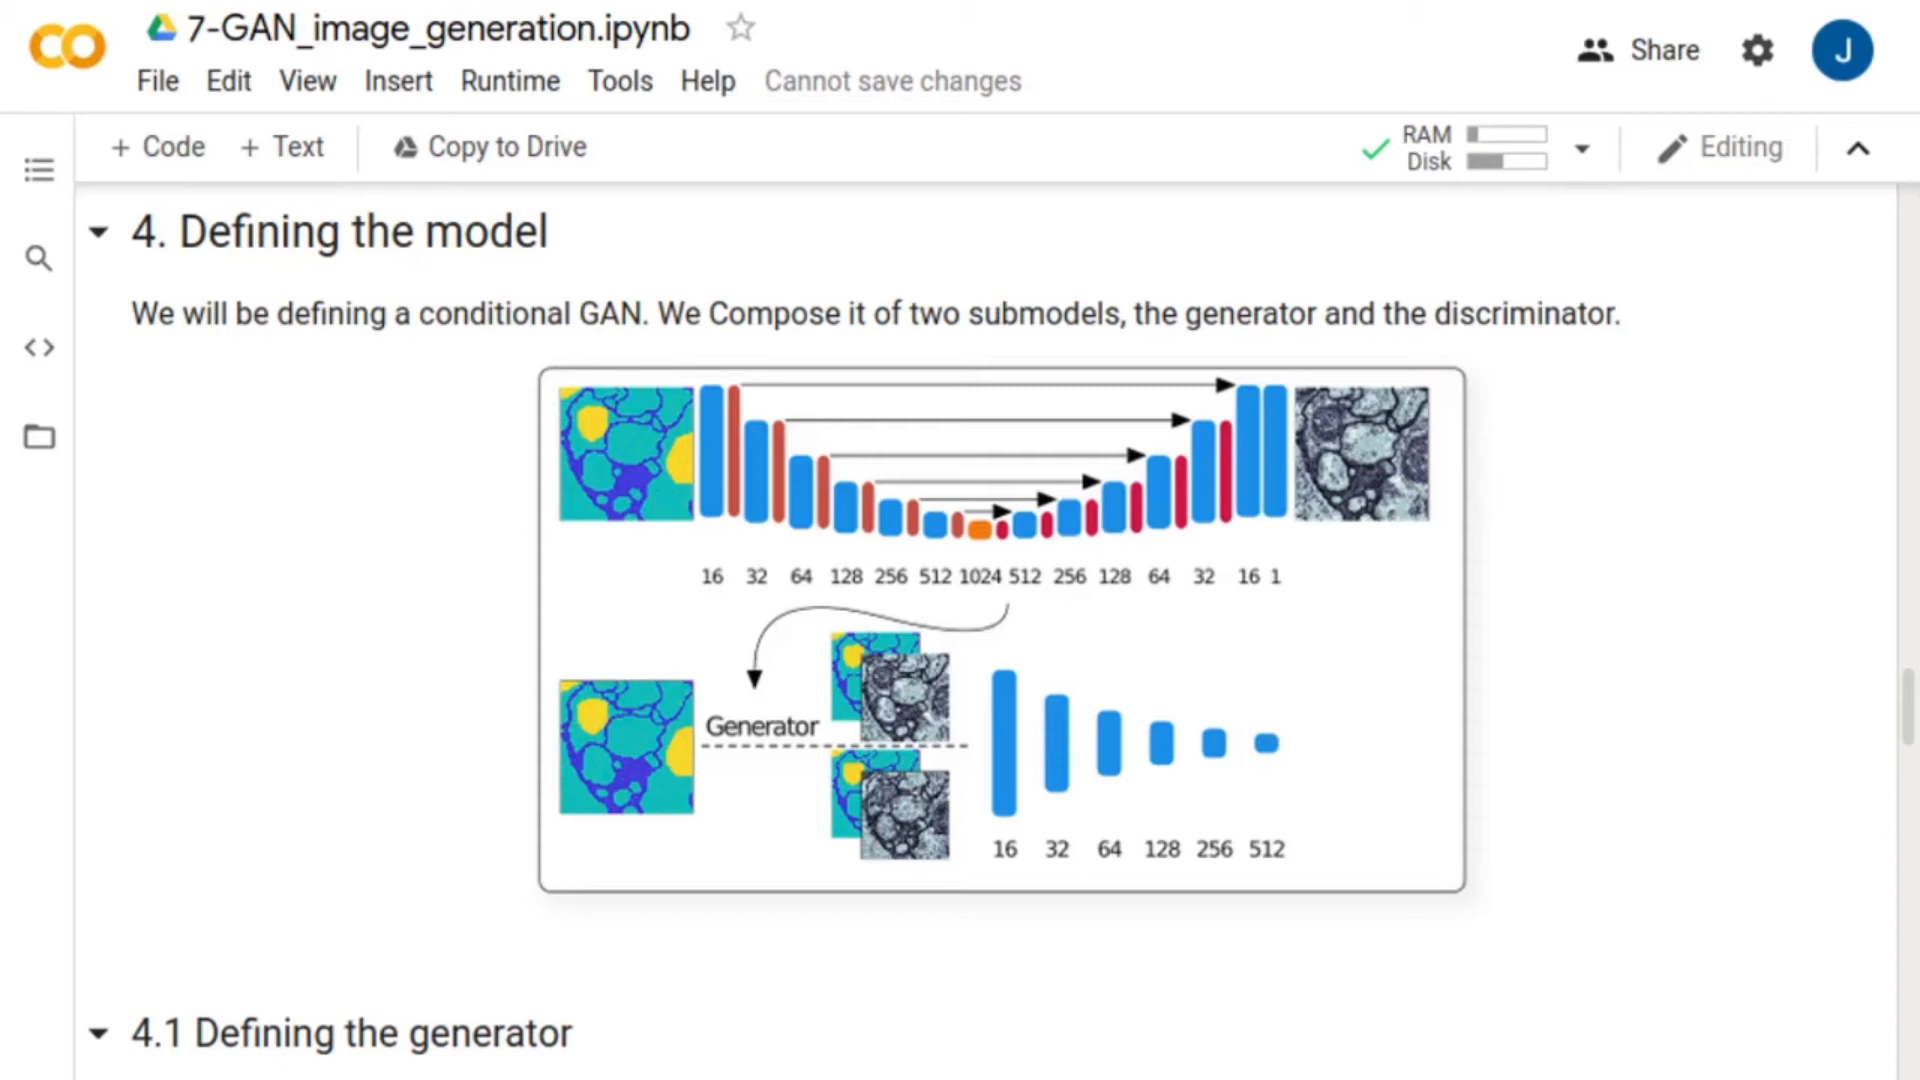 7-GAN_image_generation.ipynb
File Edit View Insert Runtime Tools Help Cannot save changes
Share
J
+ Code + Text Copy to Drive
RAM
Disk
Editing
4. Defining the model
We will be defining a conditional GAN. We Compose it of two submodels, the generator and the discriminator.
16 32 64 128 256 512 1024 512 256 128 64 32 16 1
Generator
16 32 64 128 256 512
4.1 Defining the generator